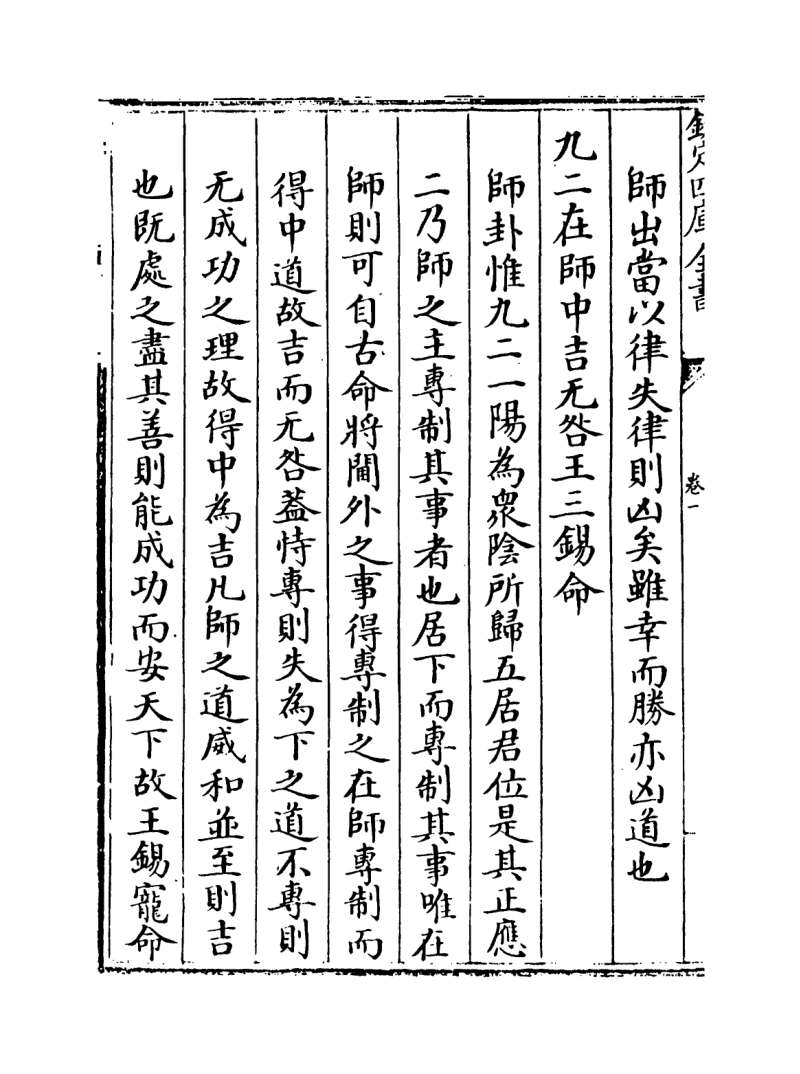 欽定四庫全書
卷一
師出當以律失律則凶矣雖幸而勝亦凶道也
九二在師中吉无咎王三錫命
師卦惟九二一陽為衆陰所歸五居君位是其正應
二乃師之主專制其事者也居下而專制其事唯在
師則可自古命將閫外之事得專制之在師專制而
得中道故吉而无咎葢恃專則失為下之道不專則
无成功之理故得中為吉凡師之道威和並至則吉
也既處之盡其善則能成功而安天下故王錫寵命